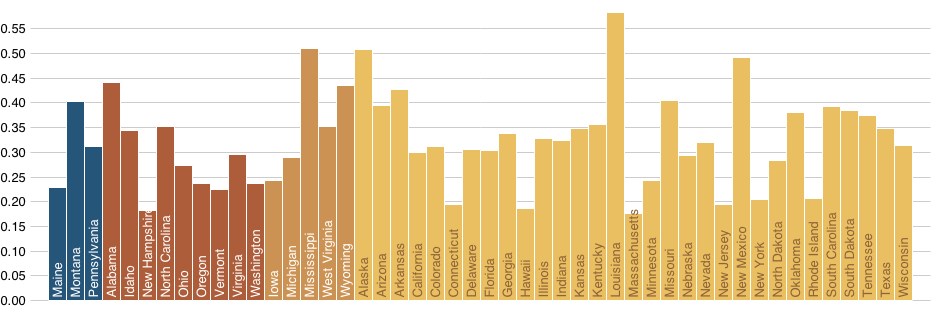 0.55
0.50
0.45
0.40
0.35
0.30
0.25
0.20
0.15
0.10
0.05
0.00
Maine
Montana
Pennsylvania
Alabama
Idaho
New Hampshire
North Carolina
Ohio
Oregon
Vermont
Virginia
Washington
Iowa
Michigan
Mississippi
West Virginia
Wyoming
Alaska
Arizona
Arkansas
California
Colorado
Connecticut
Delaware
Florida
Georgia
Hawaii
Illinois
Indiana
Kansas
Kentucky
Louisiana
Massachusetts
Minnesota
Missouri
Nebraska
Nevada
New Jersey
New Mexico
New York
North Dakota
Oklahoma
Rhode Island
South Carolina
South Dakota
Tennessee
Texas
Wisconsin